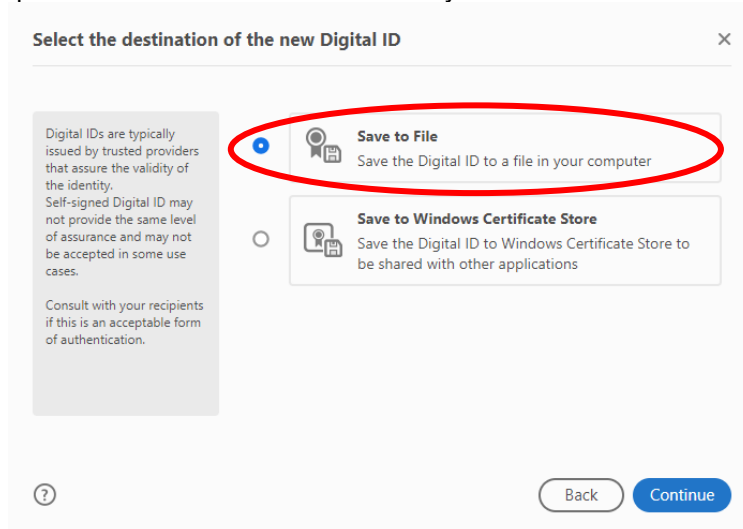 Select the destination of the new Digital ID
Digital IDs are typically
issued by trusted providers
that assure the validity of
the identity.
Self-signed Digital ID may
not provide the same level
of assurance and may not
be accepted in some use
cases.
Consult with your recipients
if this is an acceptable form
of authentication.
Save to File
Save the Digital ID to a file in your computer
Save to Windows Certificate Store
Save the Digital ID to Windows Certificate Store to
be shared with other applications
?
Back
Continue